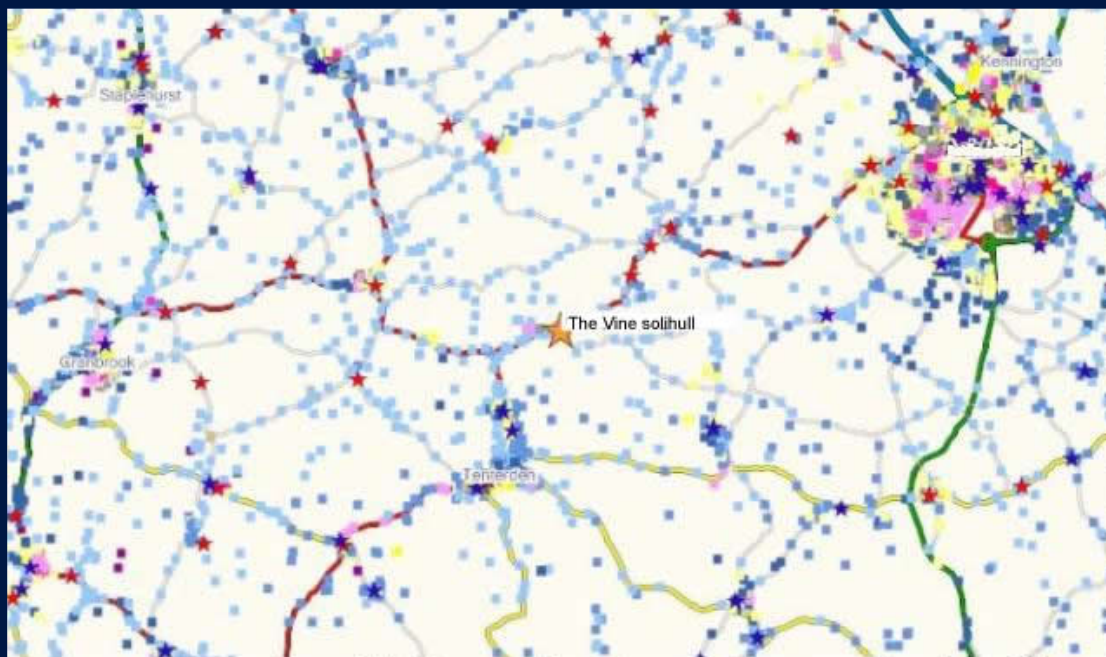 Kennington
Staplehurst
The Vine solihull
Cranbrook
Tenterden